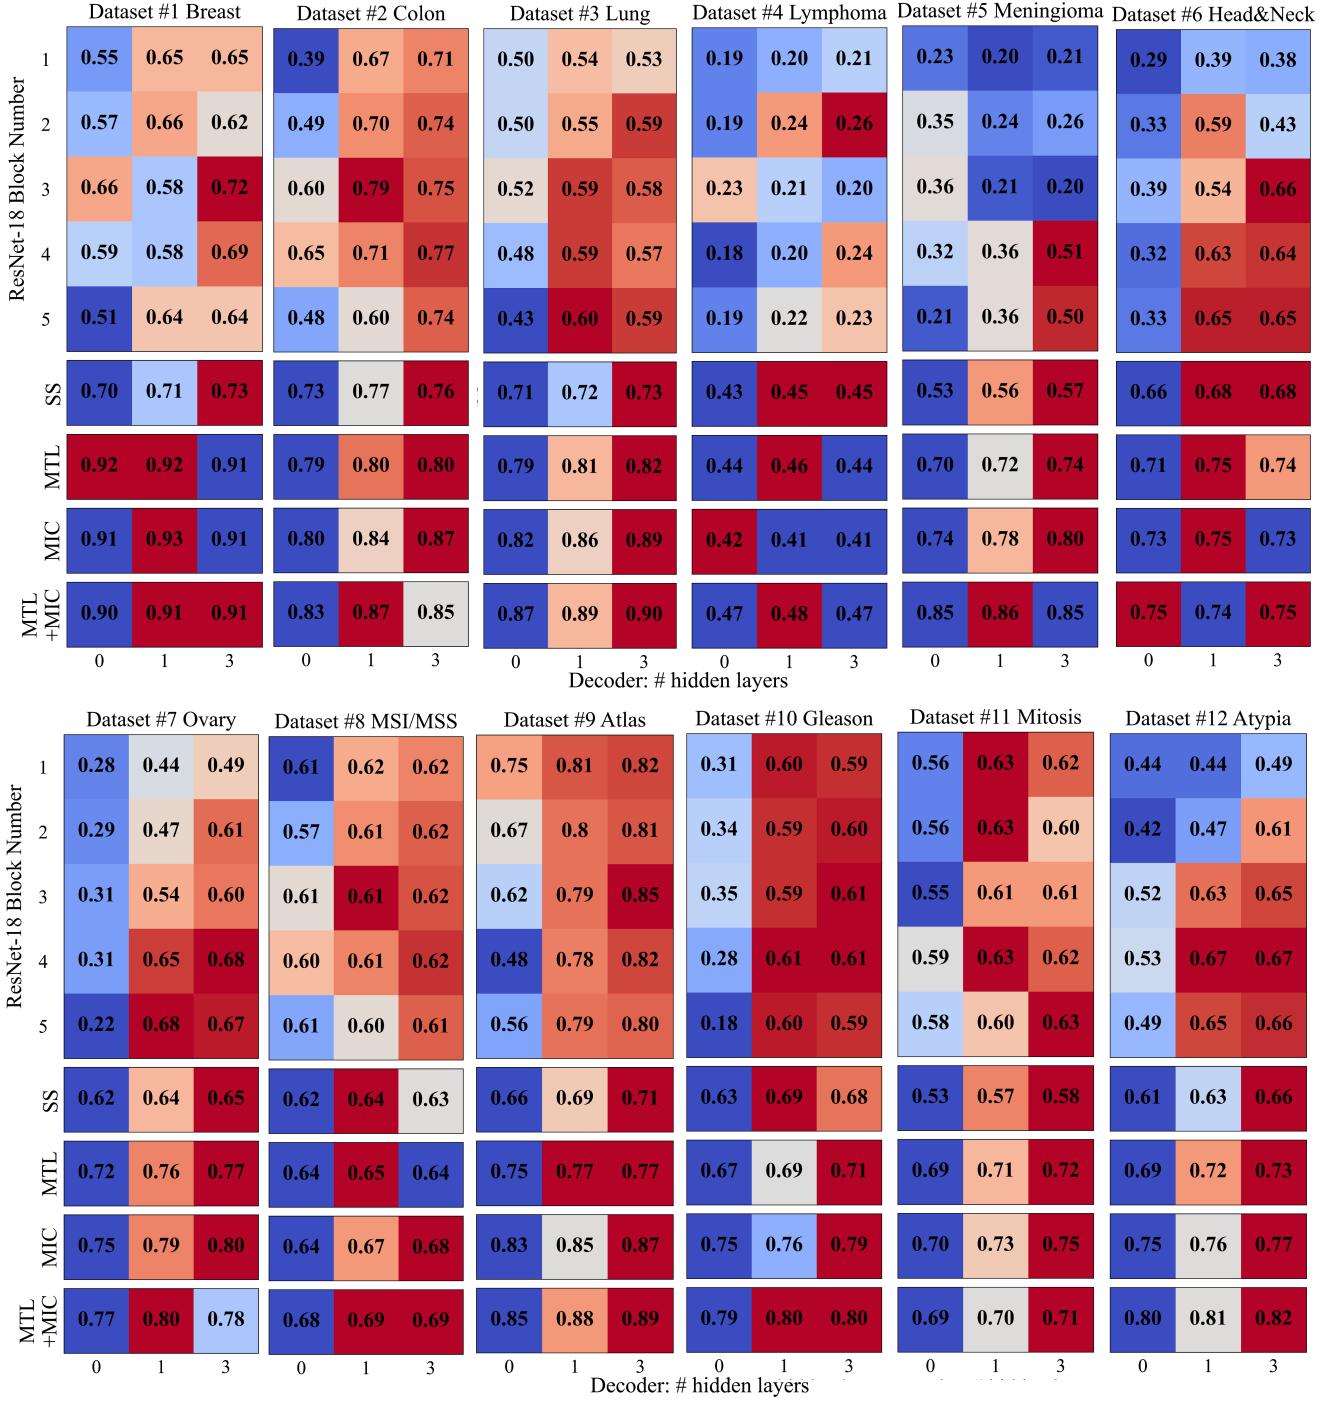 Dataset #1 Breast Dataset #2 Colon Dataset #3 Lung Dataset #4 Lymphoma Dataset #5 Meningioma Dataset #6 Head&Neck
ResNet-18 Block Number
1 0.55 0.65 0.65 0.39 0.67 0.71 0.50 0.54 0.53 0.19 0.20 0.21 0.23 0.20 0.21 0.29 0.39 0.38
2 0.57 0.66 0.62 0.49 0.70 0.74 0.50 0.55 0.59 0.19 0.24 0.26 0.35 0.24 0.26 0.33 0.59 0.43
3 0.66 0.58 0.72 0.60 0.79 0.75 0.52 0.59 0.58 0.23 0.21 0.20 0.36 0.21 0.20 0.39 0.54 0.66
4 0.59 0.58 0.69 0.65 0.71 0.77 0.48 0.59 0.57 0.18 0.20 0.24 0.32 0.36 0.51 0.32 0.63 0.64
5 0.51 0.64 0.64 0.48 0.60 0.74 0.43 0.60 0.59 0.19 0.22 0.23 0.21 0.36 0.50 0.33 0.65 0.65
SS 0.70 0.71 0.73 0.73 0.77 0.76 0.71 0.72 0.73 0.43 0.45 0.45 0.53 0.56 0.57 0.66 0.68 0.68
MTL 0.92 0.92 0.91 0.79 0.80 0.80 0.79 0.81 0.82 0.44 0.46 0.44 0.70 0.72 0.74 0.71 0.75 0.74
MIC 0.91 0.93 0.91 0.80 0.84 0.87 0.82 0.86 0.89 0.42 0.41 0.41 0.74 0.78 0.80 0.73 0.75 0.73
MTL +MIC 0.90 0.91 0.91 0.83 0.87 0.85 0.87 0.89 0.90 0.47 0.48 0.47 0.85 0.86 0.85 0.75 0.74 0.75
0 1 3 0 1 3 0 1 3 0 1 3 0 1 3 0 1 3
Decoder: # hidden layers
Dataset #7 Ovary Dataset #8 MSI/MSS Dataset #9 Atlas Dataset #10 Gleason Dataset #11 Mitosis Dataset #12 Atypia
ResNet-18 Block Number
1 0.28 0.44 0.49 0.61 0.62 0.62 0.75 0.81 0.82 0.31 0.60 0.59 0.56 0.63 0.62 0.44 0.44 0.49
2 0.29 0.47 0.61 0.57 0.61 0.62 0.67 0.8 0.81 0.34 0.59 0.60 0.56 0.63 0.60 0.42 0.47 0.61
3 0.31 0.54 0.60 0.61 0.61 0.62 0.62 0.79 0.85 0.35 0.59 0.61 0.55 0.61 0.61 0.52 0.63 0.65
4 0.31 0.65 0.68 0.60 0.61 0.62 0.48 0.78 0.82 0.28 0.61 0.61 0.59 0.63 0.62 0.53 0.67 0.67
5 0.22 0.68 0.67 0.61 0.60 0.61 0.56 0.79 0.80 0.18 0.60 0.59 0.58 0.60 0.63 0.49 0.65 0.66
SS 0.62 0.64 0.65 0.62 0.64 0.63 0.66 0.69 0.71 0.63 0.69 0.68 0.53 0.57 0.58 0.61 0.63 0.66
MTL 0.72 0.76 0.77 0.64 0.65 0.64 0.75 0.77 0.77 0.67 0.69 0.71 0.69 0.71 0.72 0.69 0.72 0.73
MIC 0.75 0.79 0.80 0.64 0.67 0.68 0.83 0.85 0.87 0.75 0.76 0.79 0.70 0.73 0.75 0.75 0.76 0.77
MTL +MIC 0.77 0.80 0.78 0.68 0.69 0.69 0.85 0.88 0.89 0.79 0.80 0.80 0.69 0.70 0.71 0.80 0.81 0.82
0 1 3 0 1 3 0 1 3 0 1 3 0 1 3 0 1 3
Decoder: # hidden layers